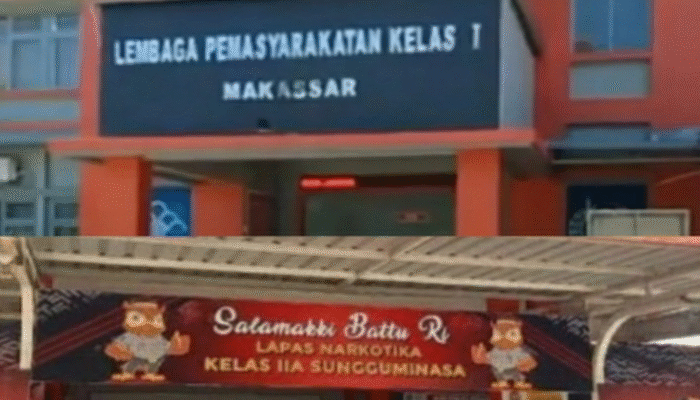 LEMBAGA PEMASYARAKATAN KELAS I
MAKASSAR
Salamakki Battu Ri
LAPAS NARKOTIKA
KELAS IIA SUNGGUMINASA